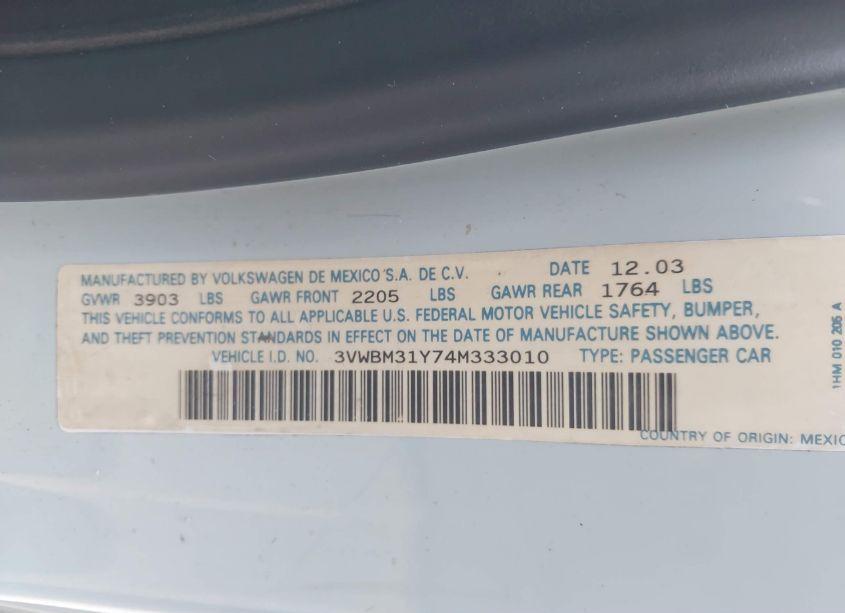 MANUFACTURED BY VOLKSWAGEN DE MEXICO S.A. DE C.V. DATE 12.03
GVWR 3903 LBS GAWR FRONT 2205 LBS GAWR REAR 1764 LBS
THIS VEHICLE CONFORMS TO ALL APPLICABLE U.S. FEDERAL MOTOR VEHICLE SAFETY, BUMPER,
AND THEFT PREVENTION STANDARDS IN EFFECT ON THE DATE OF MANUFACTURE SHOWN ABOVE.
VEHICLE I.D. NO. 3VWBM31Y74M333010 TYPE: PASSENGER CAR
COUNTRY OF ORIGIN: MEXIC
1HM 010 205 A